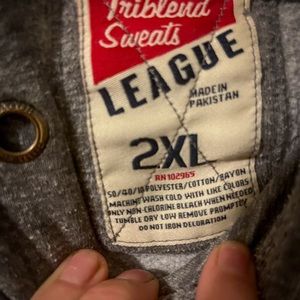 Triblend
Sweats
LEAGUE
MADE IN
PAKISTAN
2XL
RN 102965
50/40/10 POLYESTER/COTTON/RAYON
MACHINE WASH COLD WITH LIKE COLORS
ONLY NON-CHLORINE BLEACH WHEN NEEDED
TUMBLE DRY LOW REMOVE PROMPTLY
DO NOT IRON DECORATION